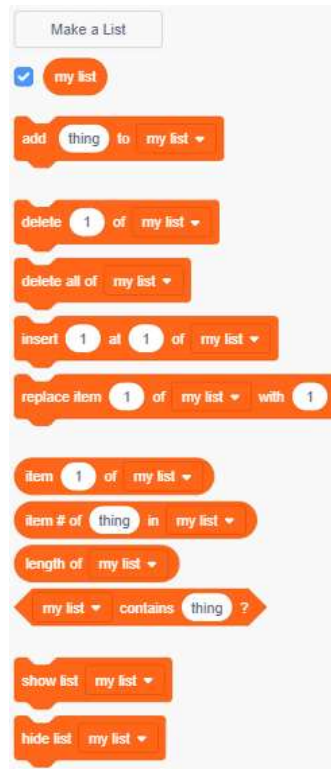 Make a List
my list
add thing to my list
delete 1 of my list
delete all of my list
insert 1 at 1 of my list
replace item 1 of my list with 1
item 1 of my list
item # of thing in my list
length of my list
my list contains thing ?
show list my list
hide list my list